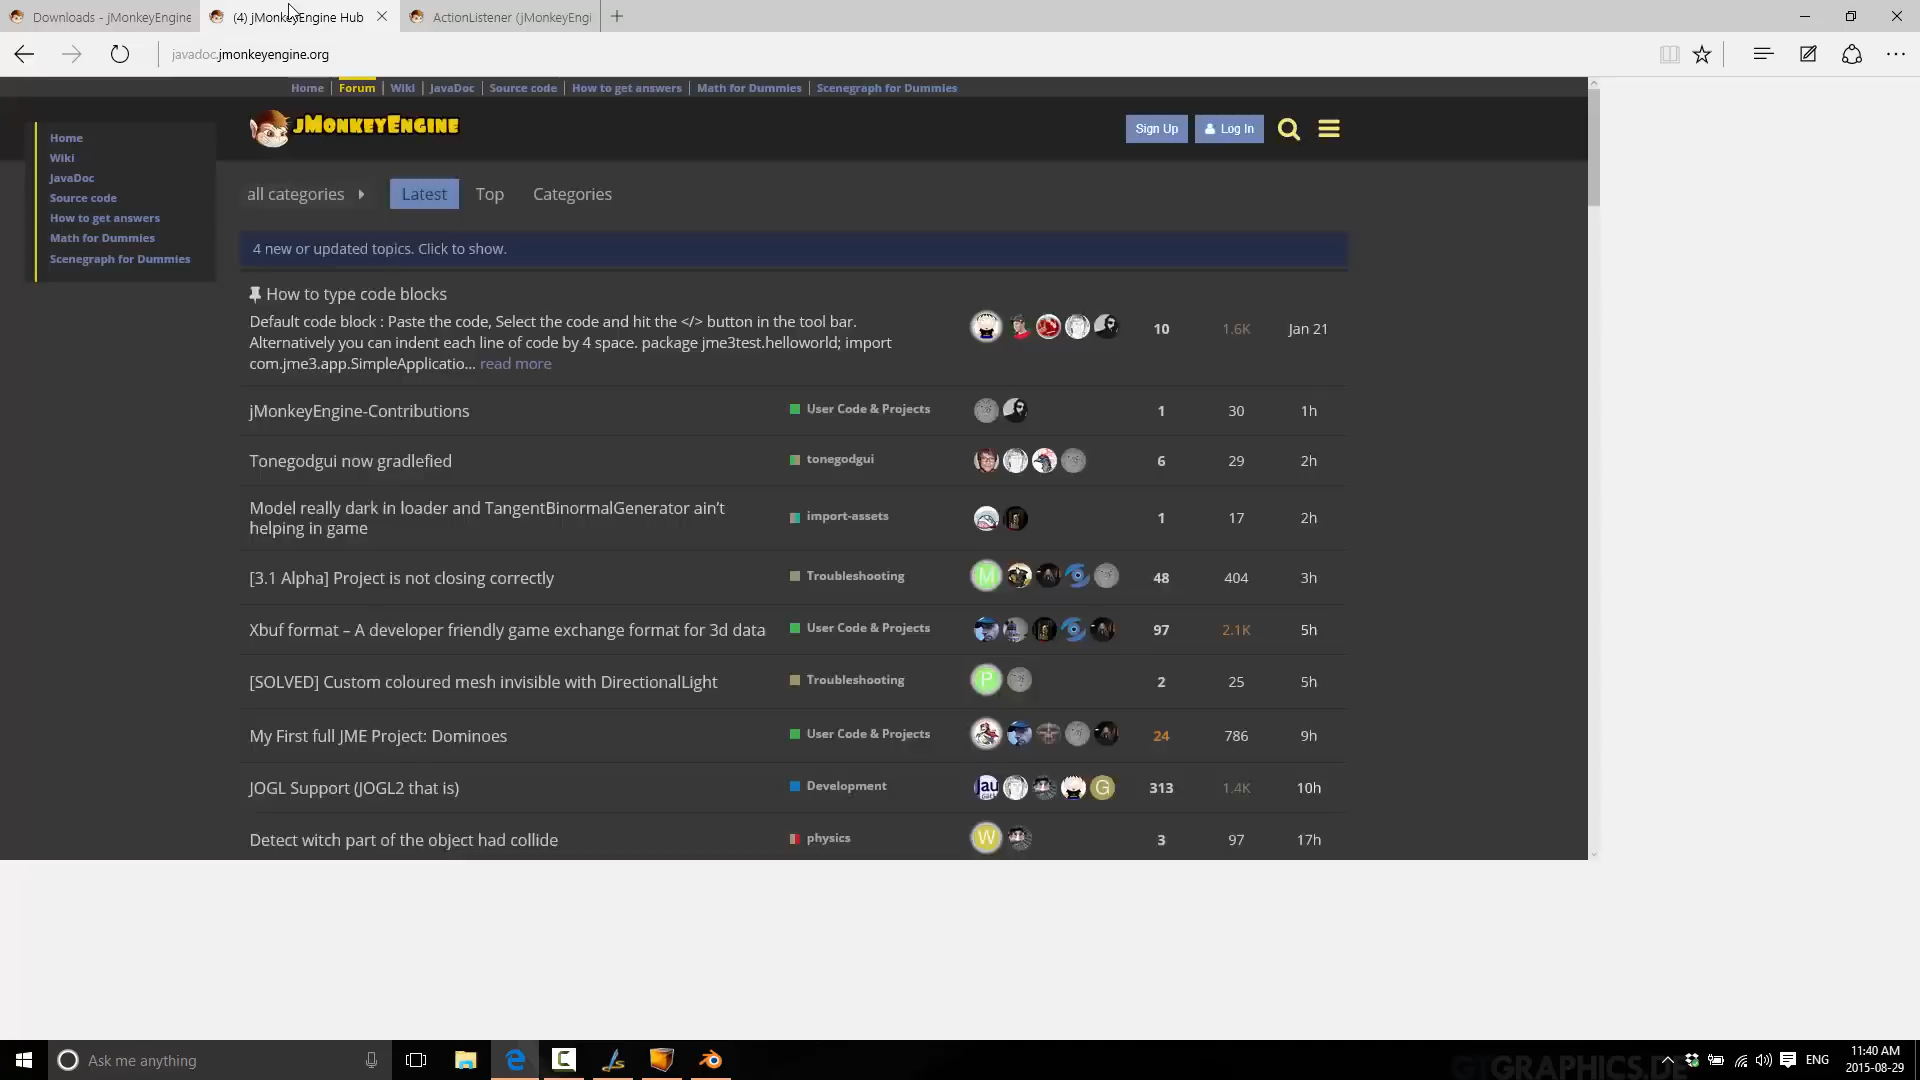 Downloads - jMonkeyEngine
(4) jMonkeyEngine Hub
ActionListener (jMonkeyEngi
javadoc.jmonkeyengine.org
Home Forum Wiki JavaDoc Source code How to get answers Math for Dummies Scenegraph for Dummies
jMonkeyEngine
Sign Up
Log In
Home
Wiki
JavaDoc
Source code
How to get answers
Math for Dummies
Scenegraph for Dummies
all categories Latest Top Categories
4 new or updated topics. Click to show.
How to type code blocks
Default code block : Paste the code, Select the code and hit the </> button in the tool bar.
Alternatively you can indent each line of code by 4 space. package jme3test.helloworld; import
com.jme3.app.SimpleApplicatio... read more
10 1.6K Jan 21
jMonkeyEngine-Contributions User Code & Projects 1 30 1h
Tonegodgui now gradlefied tonegodgui 6 29 2h
Model really dark in loader and TangentBinormalGenerator ain't
helping in game
import-assets 1 17 2h
[3.1 Alpha] Project is not closing correctly Troubleshooting M 48 404 3h
Xbuf format – A developer friendly game exchange format for 3d data User Code & Projects 97 2.1K 5h
[SOLVED] Custom coloured mesh invisible with DirectionalLight Troubleshooting P 2 25 5h
My First full JME Project: Dominoes User Code & Projects 24 786 9h
JOGL Support (JOGL2 that is) Development jau G 313 1.4K 10h
Detect witch part of the object had collide physics W 3 97 17h
Ask me anything
ENG
11:40 AM
2015-08-29
GTGRAPHICS.DE